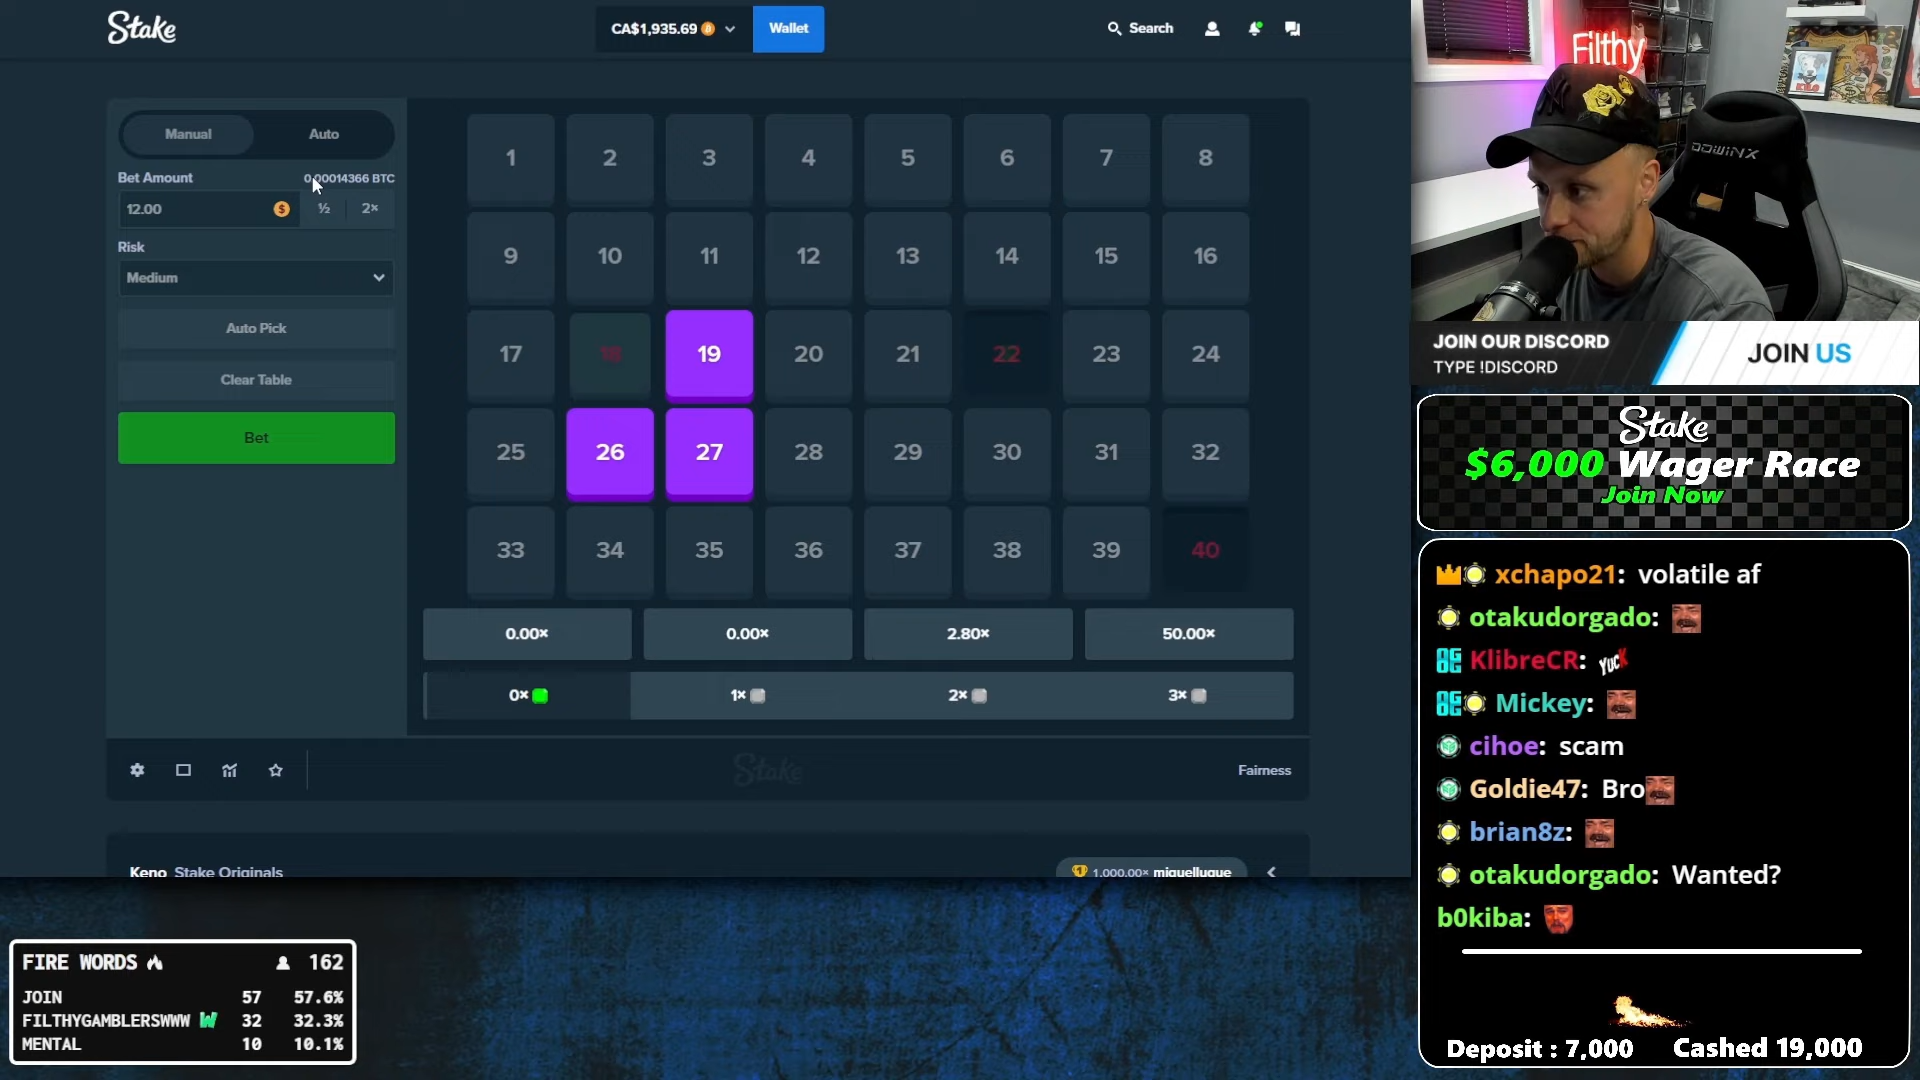 Stake
CA$1,935.69
Wallet
Search
Manual
Auto
Bet Amount
0.00014366 BTC
12.00
$
½
2×
Risk
Medium
Auto Pick
Clear Table
Bet
1 2 3 4 5 6 7 8
9 10 11 12 13 14 15 16
17 18 19 20 21 22 23 24
25 26 27 28 29 30 31 32
33 34 35 36 37 38 39 40
0.00× 0.00× 2.80× 50.00×
0× 1× 2× 3×
Stake
Fairness
Keno Stake Originals
1,000.00× miguelluque
Filthy
DOWINX
KILO
JOIN OUR DISCORD
TYPE !DISCORD
JOIN US
Stake
$6,000 Wager Race
Join Now
xchapo21: volatile af
otakudorgado:
KlibreCR: YUCK
Mickey:
cihoe: scam
Goldie47: Bro
brian8z:
otakudorgado: Wanted?
b0kiba:
Deposit : 7,000 Cashed 19,000
FIRE WORDS 162
JOIN 57 57.6%
FILTHYGAMBLERSWWW W 32 32.3%
MENTAL 10 10.1%